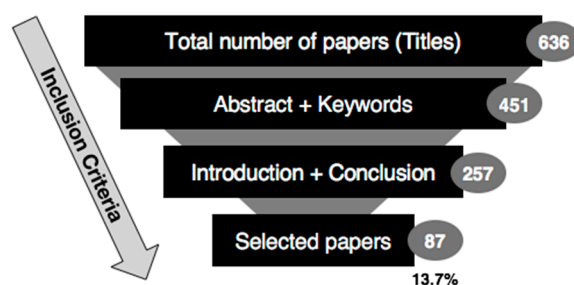 Inclusion Criteria
Total number of papers (Titles) 636
Abstract + Keywords 451
Introduction + Conclusion 257
Selected papers 87
13.7%